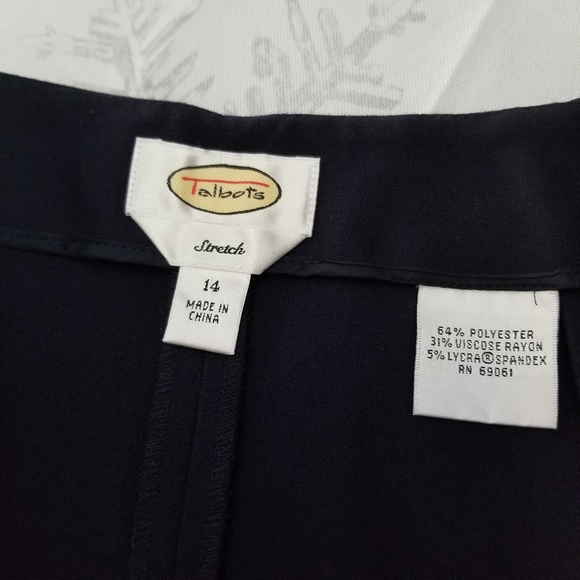 Talbots
Stretch
14
MADE IN
CHINA
64% POLYESTER
31% VISCOSE RAYON
5% LYCRA® SPANDEX
RN 69061